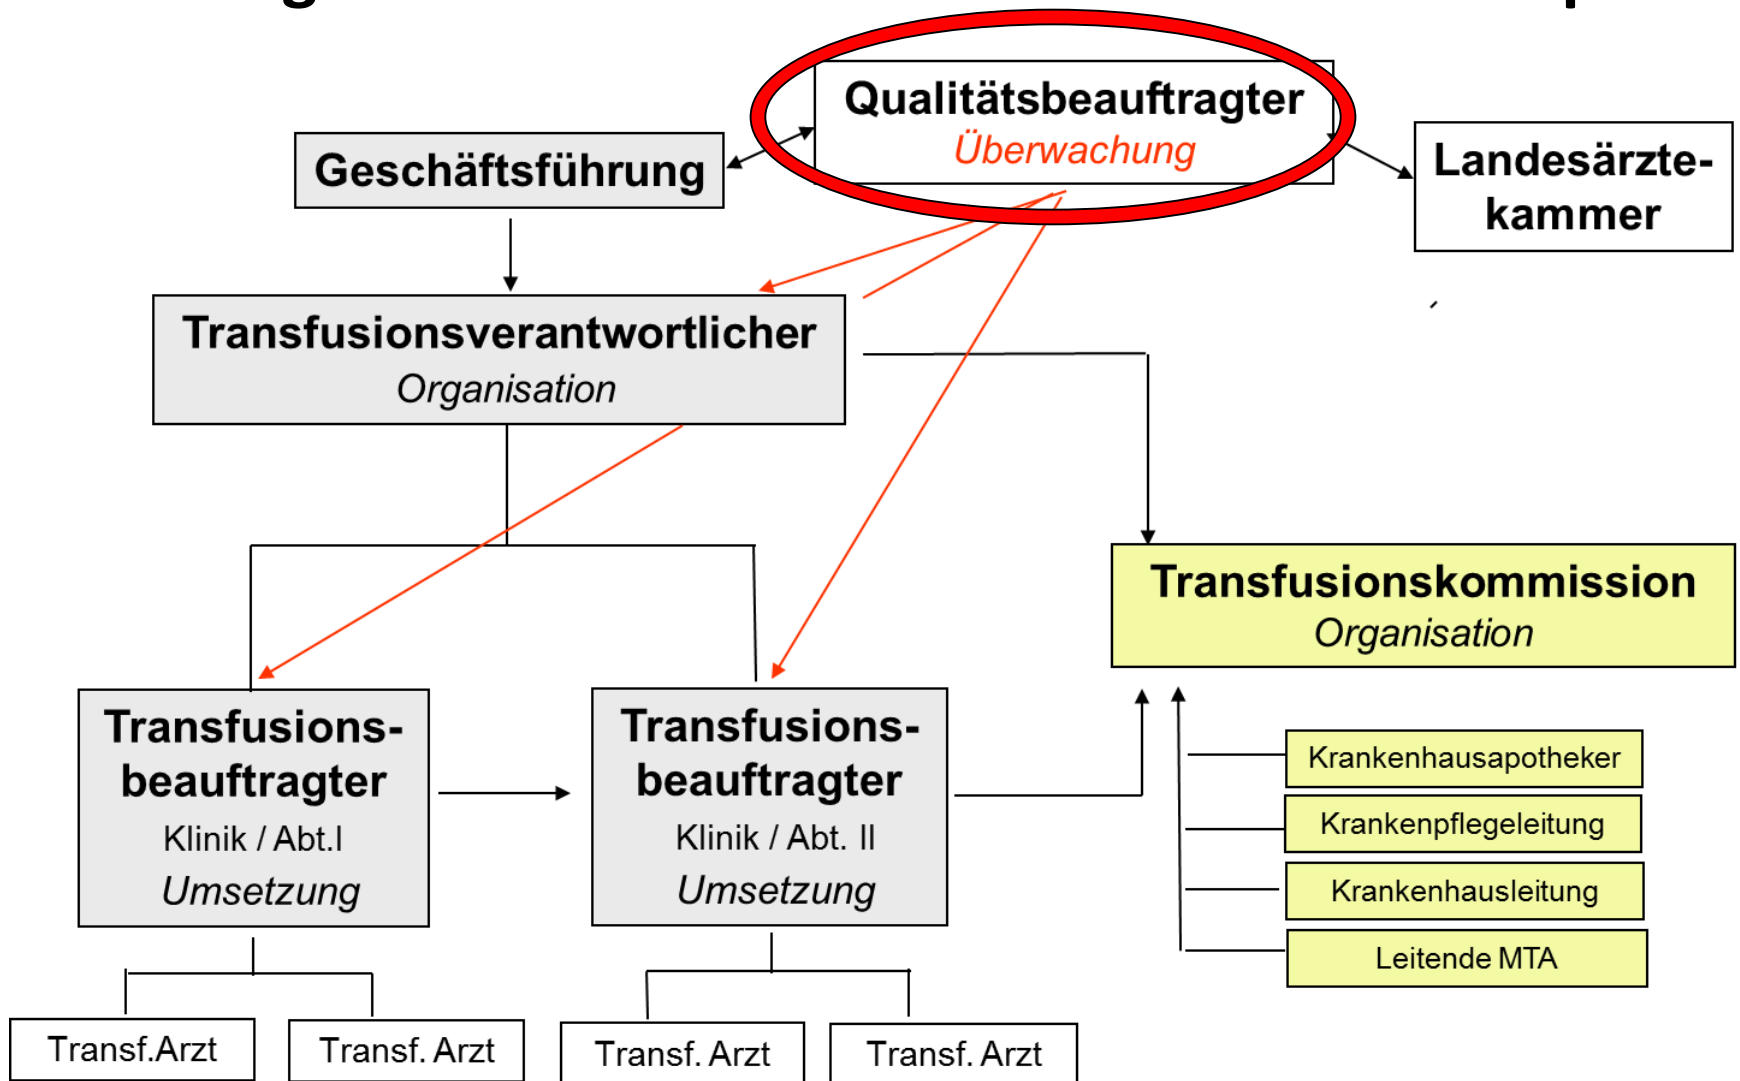 Qualitätsbeauftragter
Überwachung
Geschäftsführung
Landesärzte-
kammer
Transfusionsverantwortlicher
Organisation
Transfusionskommission
Organisation
Transfusions-
beauftragter
Klinik / Abt.I
Umsetzung
Transfusions-
beauftragter
Klinik / Abt. II
Umsetzung
Krankenhausapotheker
Krankenpflegeleitung
Krankenhausleitung
Leitende MTA
Transf.Arzt
Transf. Arzt
Transf. Arzt
Transf. Arzt